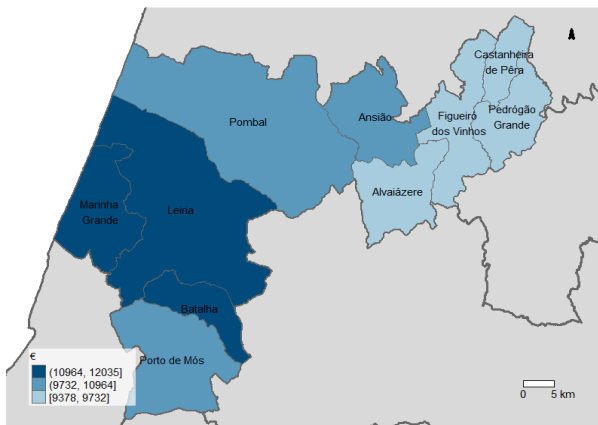 Castanheira
de Pêra
Pombal
Ansião
Figueiró
dos Vinhos
Pedrógão
Grande
Alvaiázere
Marinha
Grande
Leiria
Batalha
Porto de Mós
€
(10964, 12035]
(9732, 10964]
[9378, 9732]
0 5 km